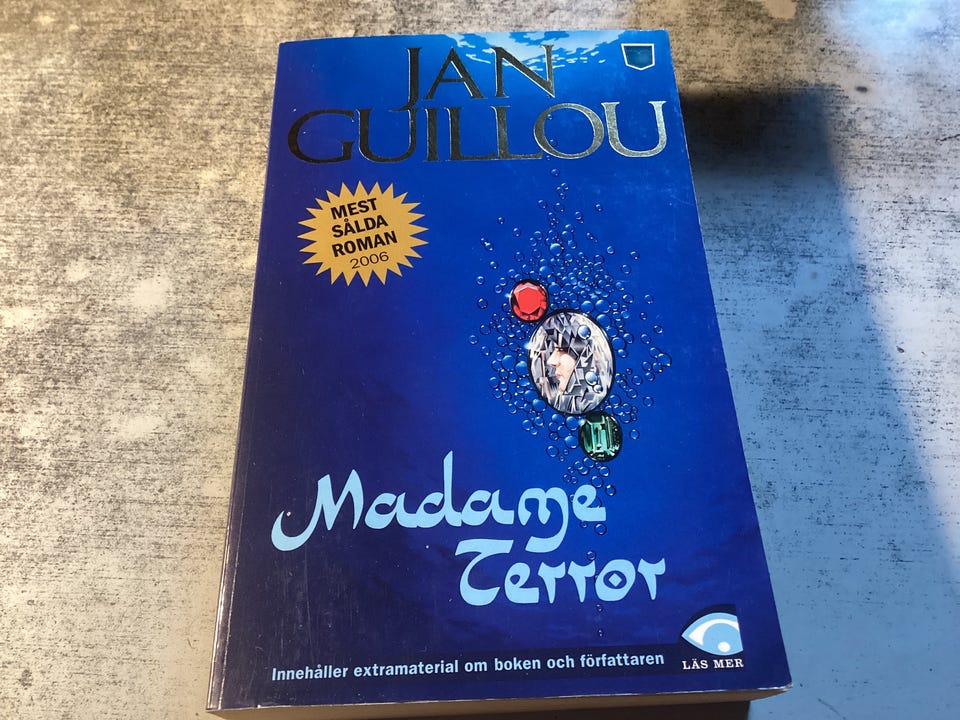 JAN
GUILLOU
MEST
SÅLDA
ROMAN
2006
Madame
Terror
Innehåller extramaterial om boken och författaren
LÄS MER